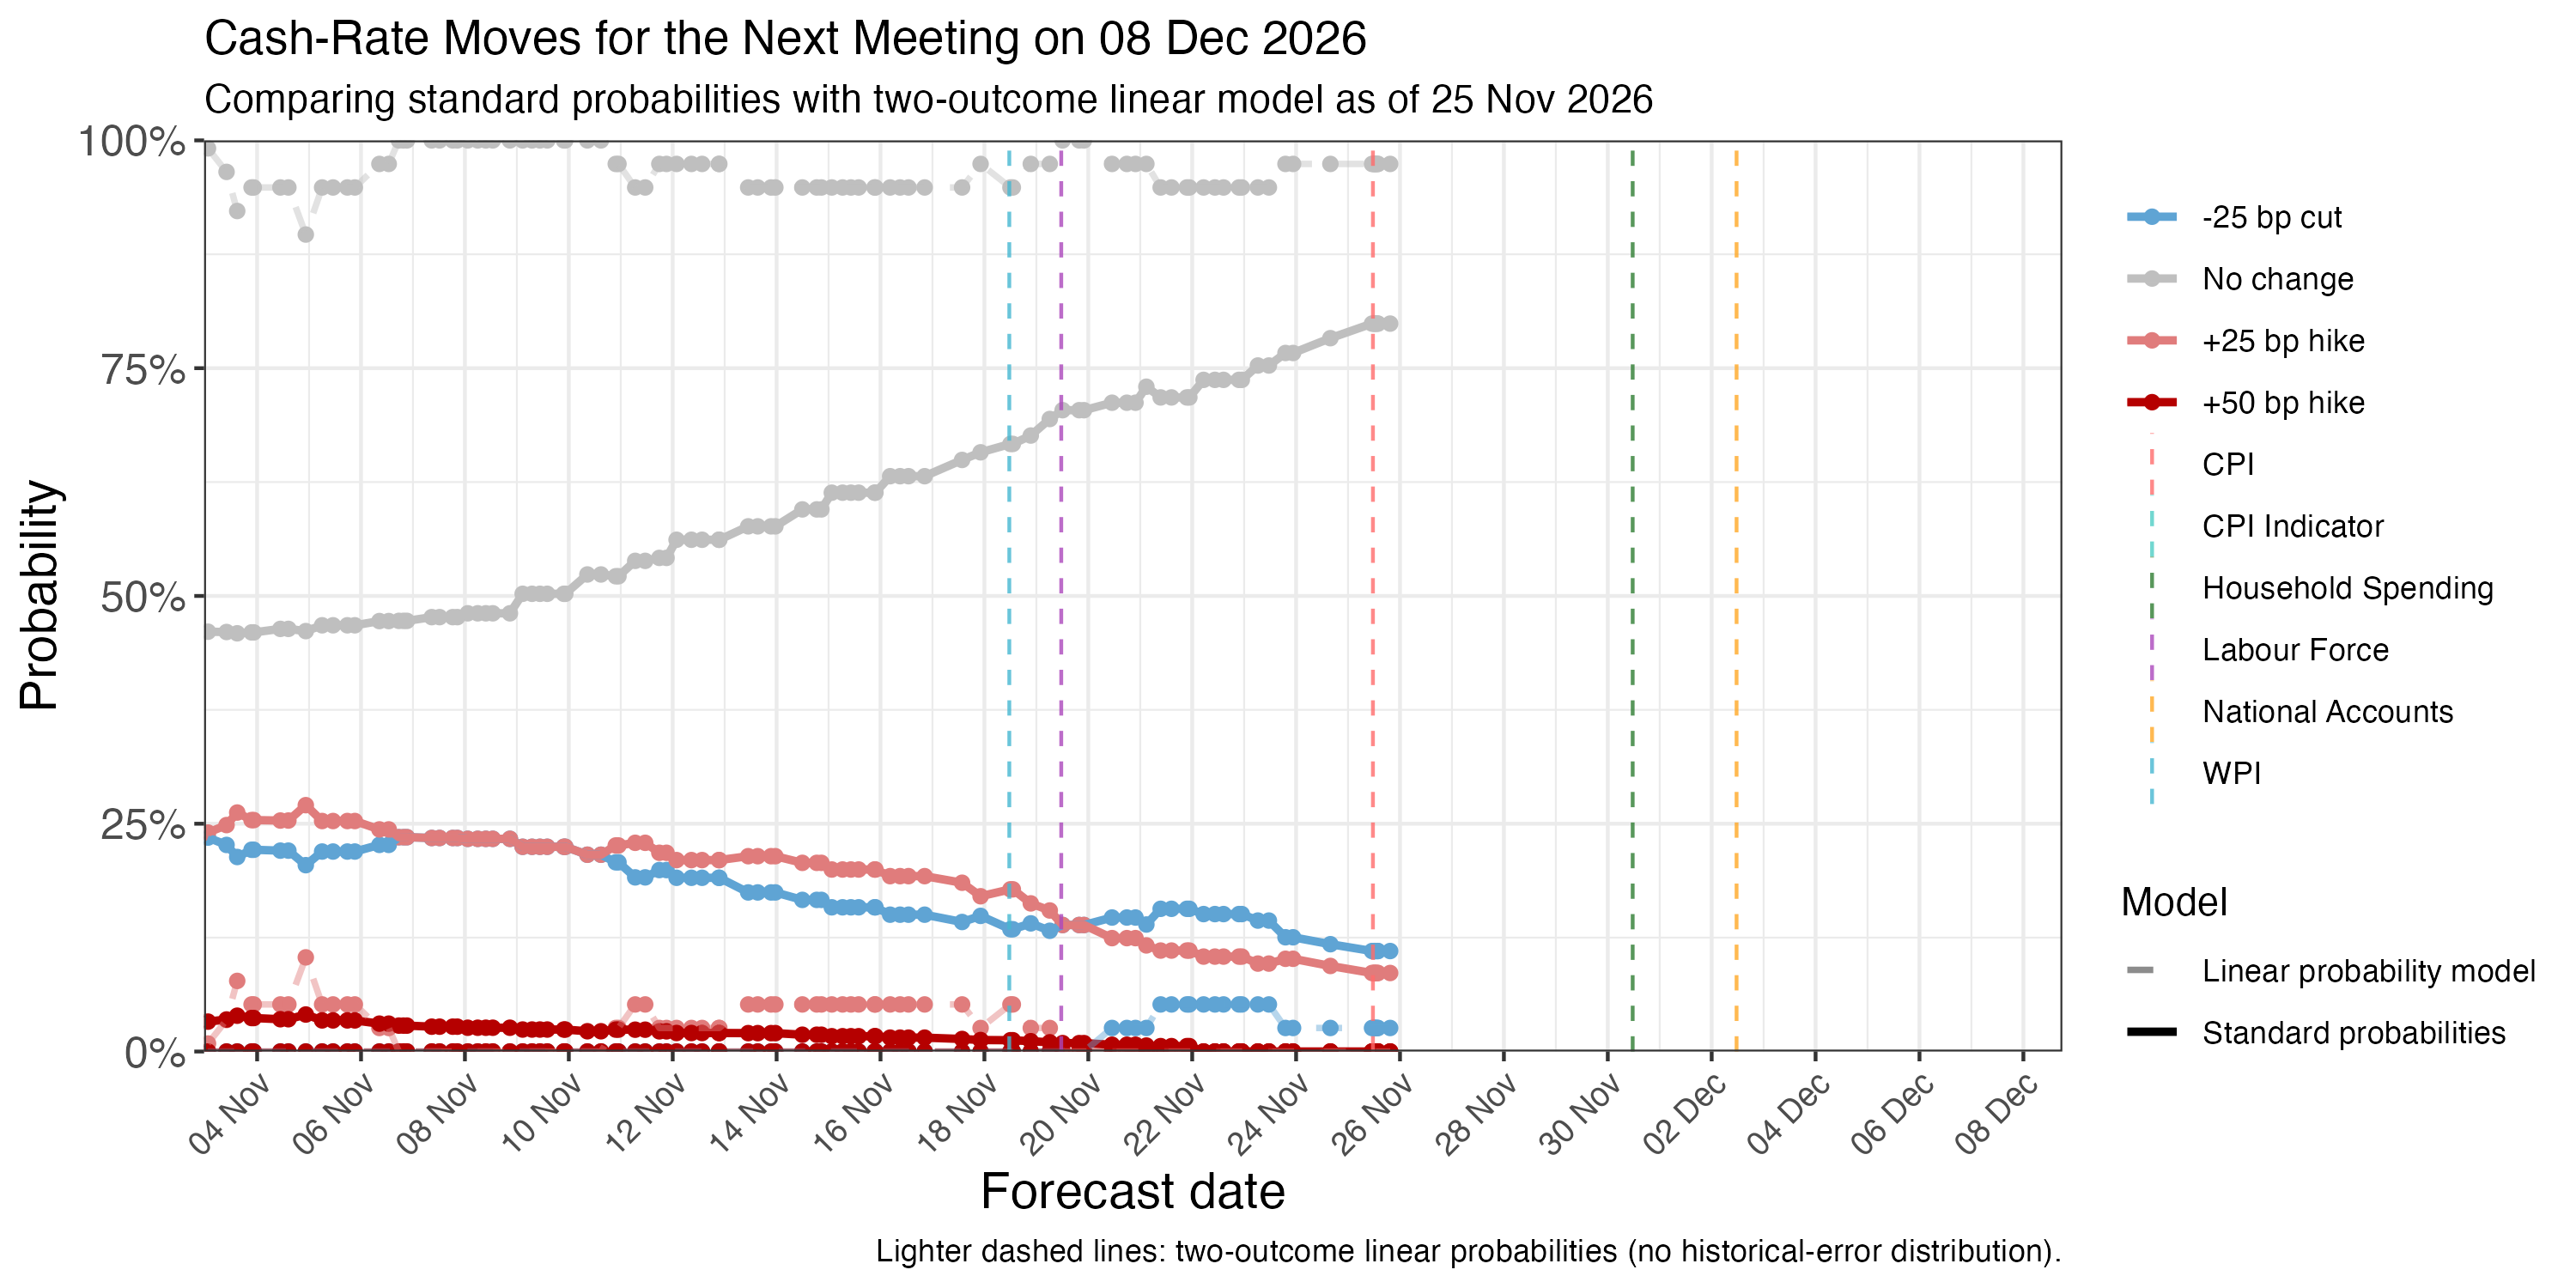 Cash-Rate Moves for the Next Meeting on 08 Dec 2026
Comparing standard probabilities with two-outcome linear model as of 25 Nov 2026
100%
75%
50%
25%
0%
Probability
04 Nov
06 Nov
08 Nov
10 Nov
12 Nov
14 Nov
16 Nov
18 Nov
20 Nov
22 Nov
24 Nov
26 Nov
28 Nov
30 Nov
02 Dec
04 Dec
06 Dec
08 Dec
Forecast date
-25 bp cut
No change
+25 bp hike
+50 bp hike
CPI
CPI Indicator
Household Spending
Labour Force
National Accounts
WPI
Model
Linear probability model
Standard probabilities
Lighter dashed lines: two-outcome linear probabilities (no historical-error distribution).